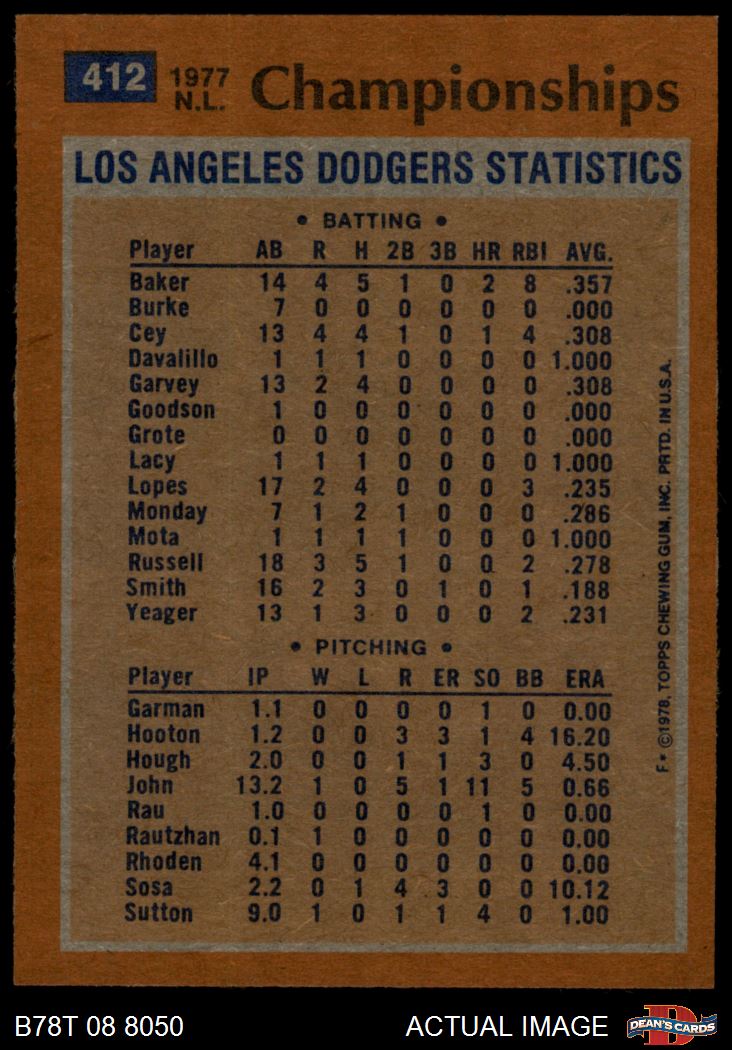 412 1977 N.L. Championships
LOS ANGELES DODGERS STATISTICS
• BATTING •
Player AB R H 2B 3B HR RBI AVG.
Baker 14 4 5 1 0 2 8 .357
Burke 7 0 0 0 0 0 0 .000
Cey 13 4 4 1 0 1 4 .308
Davalillo 1 1 1 0 0 0 0 1.000
Garvey 13 2 4 0 0 0 0 .308
Goodson 1 0 0 0 0 0 0 .000
Grote 0 0 0 0 0 0 0 .000
Lacy 1 1 1 0 0 0 0 1.000
Lopes 17 2 4 0 0 0 3 .235
Monday 7 1 2 1 0 0 0 .286
Mota 1 1 1 1 0 0 0 1.000
Russell 18 3 5 1 0 0 2 .278
Smith 16 2 3 0 1 0 1 .188
Yeager 13 1 3 0 0 0 2 .231
• PITCHING •
Player IP W L R ER SO BB ERA
Garman 1.1 0 0 0 0 1 0 0.00
Hooton 1.2 0 0 3 3 1 4 16.20
Hough 2.0 0 0 1 1 3 0 4.50
John 13.2 1 0 5 1 11 5 0.66
Rau 1.0 0 0 0 0 1 0 0.00
Rautzhan 0.1 1 0 0 0 0 0 0.00
Rhoden 4.1 0 0 0 0 0 0 0.00
Sosa 2.2 0 1 4 3 0 0 10.12
Sutton 9.0 1 0 1 1 4 0 1.00
F* ©1978, TOPPS CHEWING GUM, INC. PRTD. IN U.S.A.
B78T 08 8050 ACTUAL IMAGE D DEAN'S CARDS